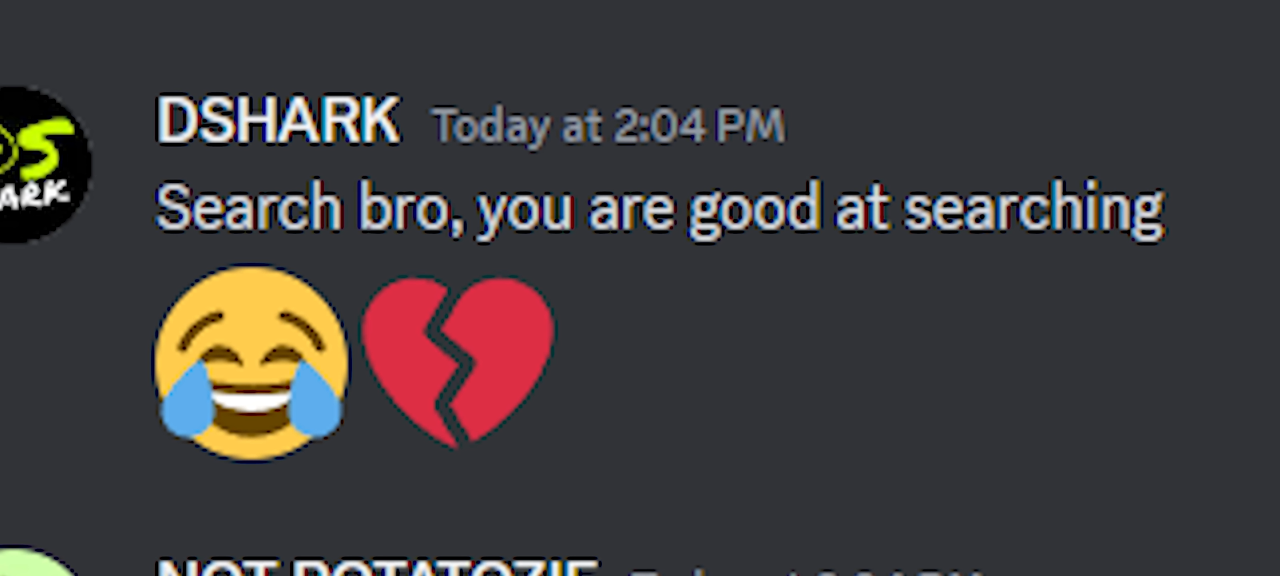 DSHARK Today at 2:04 PM
Search bro, you are good at searching
😂💔
NOT POTATOZIE